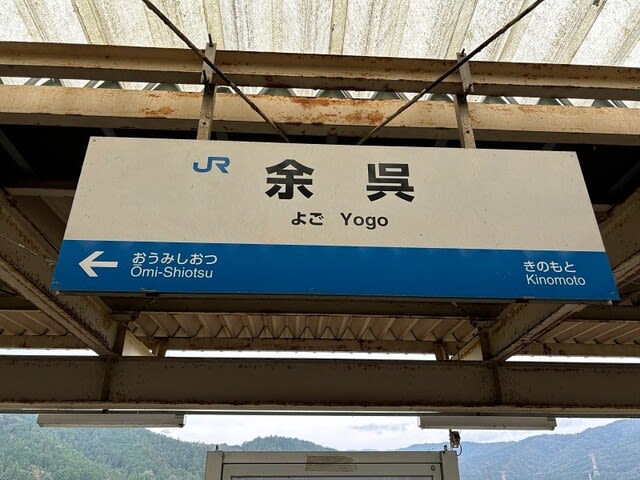 JR 余呉
よご Yogo
← おうみしおつ きのもと
Ōmi-Shiotsu Kinomoto